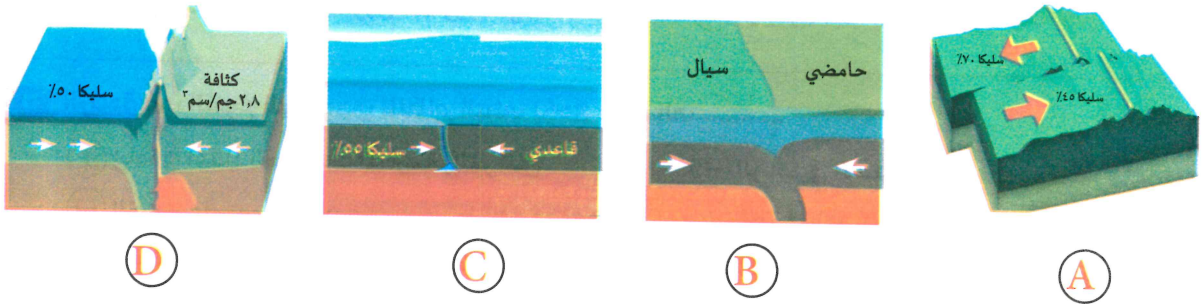 سليكا ٧٠٪
سليكا ٤٥٪
A
حامضي
سيال
B
قاعدي
سليكا ٥٥٪
C
كثافة
٢,٨ جم/سم٣
سليكا ٥٠٪
D